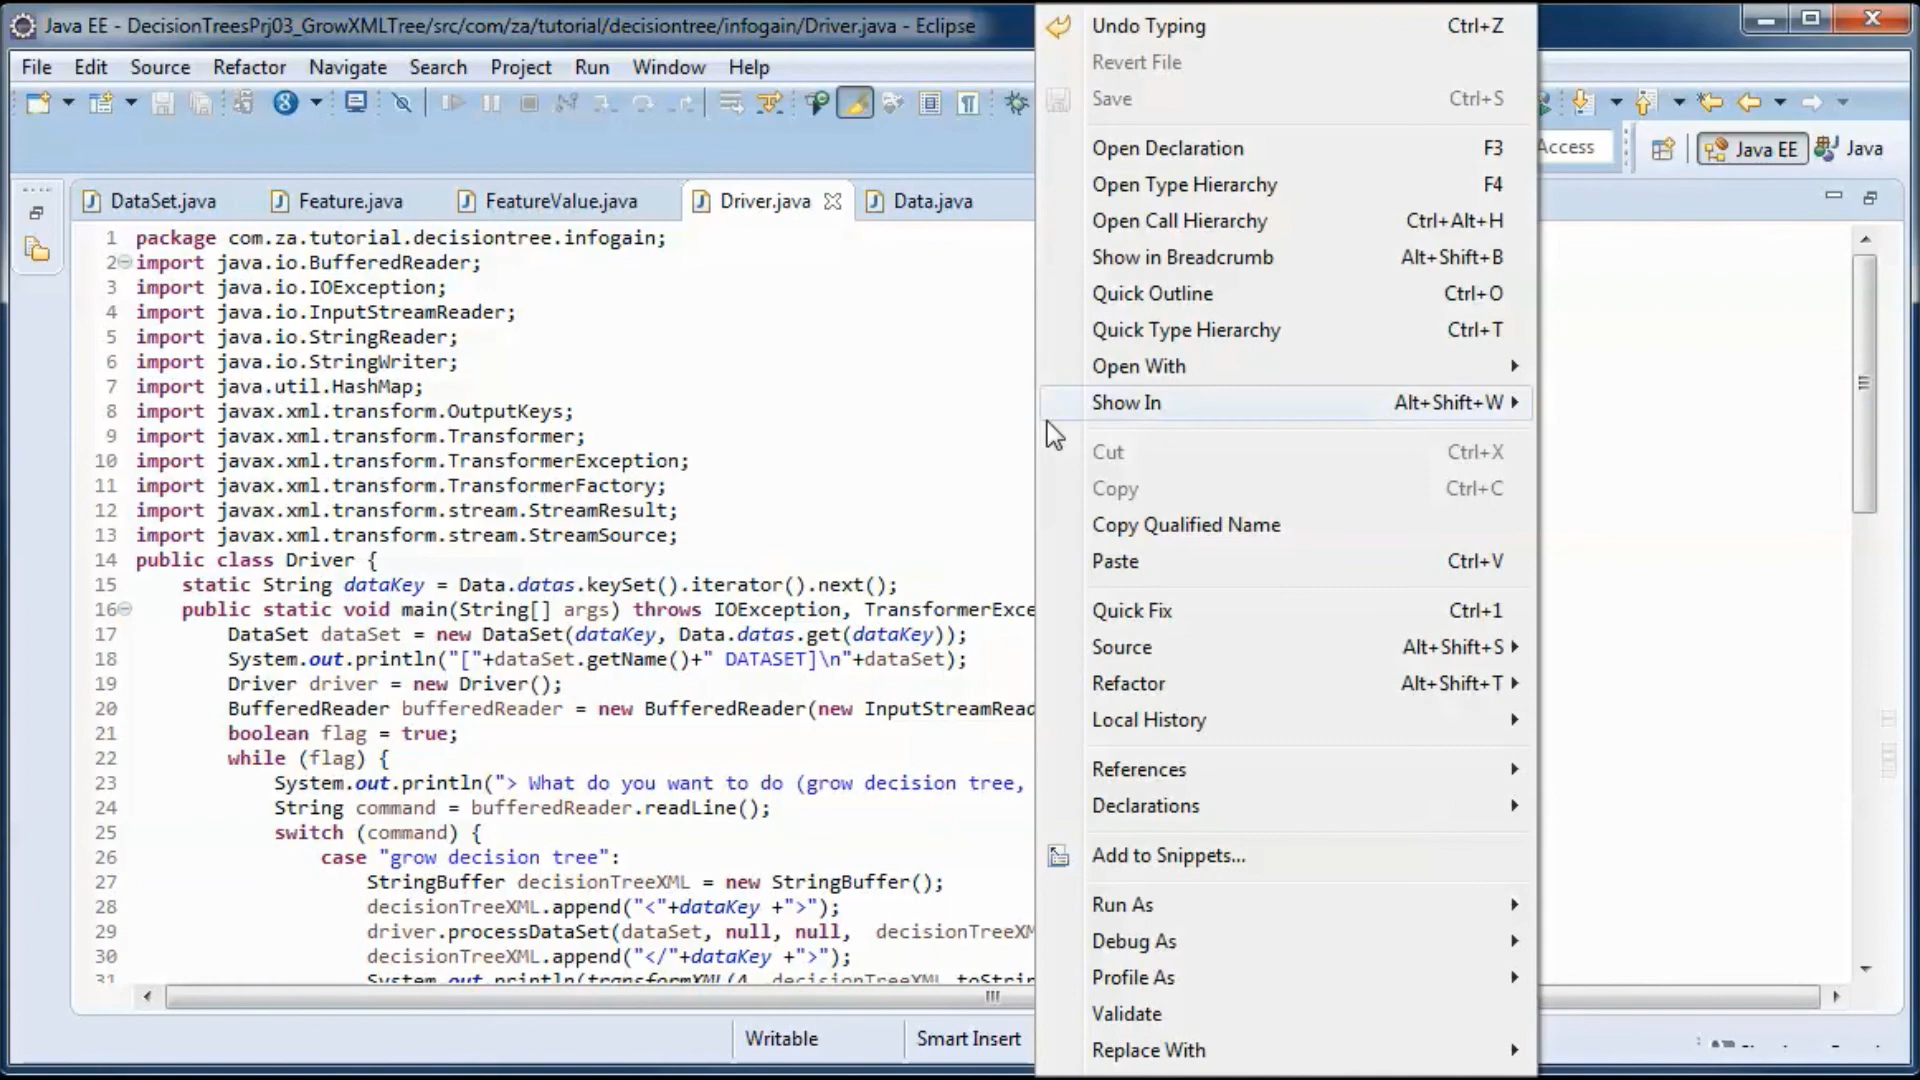 Java EE - DecisionTreesPrj03_GrowXMLTree/src/com/za/tutorial/decisiontree/infogain/Driver.java - Eclipse
File Edit Source Refactor Navigate Search Project Run Window Help
Access
Java EE
Java
DataSet.java
Feature.java
FeatureValue.java
Driver.java
Data.java
1 package com.za.tutorial.decisiontree.infogain;
2 import java.io.BufferedReader;
3 import java.io.IOException;
4 import java.io.InputStreamReader;
5 import java.io.StringReader;
6 import java.io.StringWriter;
7 import java.util.HashMap;
8 import javax.xml.transform.OutputKeys;
9 import javax.xml.transform.Transformer;
10 import javax.xml.transform.TransformerException;
11 import javax.xml.transform.TransformerFactory;
12 import javax.xml.transform.stream.StreamResult;
13 import javax.xml.transform.stream.StreamSource;
14 public class Driver {
15 static String dataKey = Data.datas.keySet().iterator().next();
16 public static void main(String[] args) throws IOException, TransformerExce
17 DataSet dataSet = new DataSet(dataKey, Data.datas.get(dataKey));
18 System.out.println("["+dataSet.getName()+" DATASET]\n"+dataSet);
19 Driver driver = new Driver();
20 BufferedReader bufferedReader = new BufferedReader(new InputStreamRead
21 boolean flag = true;
22 while (flag) {
23 System.out.println("> What do you want to do (grow decision tree,
24 String command = bufferedReader.readLine();
25 switch (command) {
26 case "grow decision tree":
27 StringBuffer decisionTreeXML = new StringBuffer();
28 decisionTreeXML.append("<"+dataKey +">");
29 driver.processDataSet(dataSet, null, null, decisionTreeXM
30 decisionTreeXML.append("</"+dataKey +">");
31 System.out.println(transformXML(4, decisionTreeXML.toStrin
Writable
Smart Insert
Undo Typing Ctrl+Z
Revert File
Save Ctrl+S
Open Declaration F3
Open Type Hierarchy F4
Open Call Hierarchy Ctrl+Alt+H
Show in Breadcrumb Alt+Shift+B
Quick Outline Ctrl+O
Quick Type Hierarchy Ctrl+T
Open With
Show In Alt+Shift+W
Cut Ctrl+X
Copy Ctrl+C
Copy Qualified Name
Paste Ctrl+V
Quick Fix Ctrl+1
Source Alt+Shift+S
Refactor Alt+Shift+T
Local History
References
Declarations
Add to Snippets...
Run As
Debug As
Profile As
Validate
Replace With